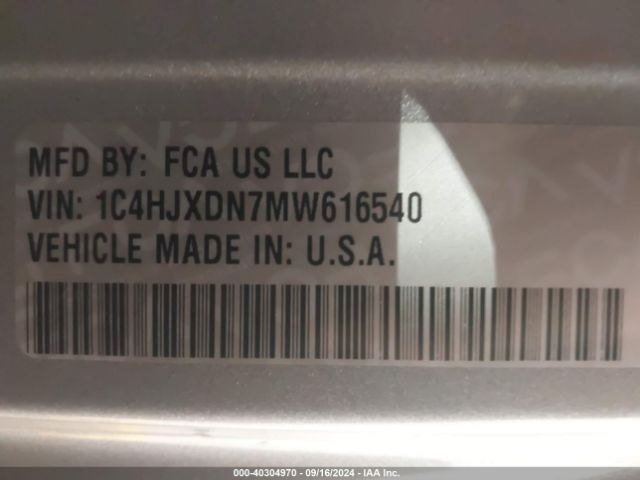 MFD BY: FCA US LLC
VIN: 1C4HJXDN7MW616540
VEHICLE MADE IN: U.S.A.
000-40304970 - 09/16/2024 - IAA Inc.